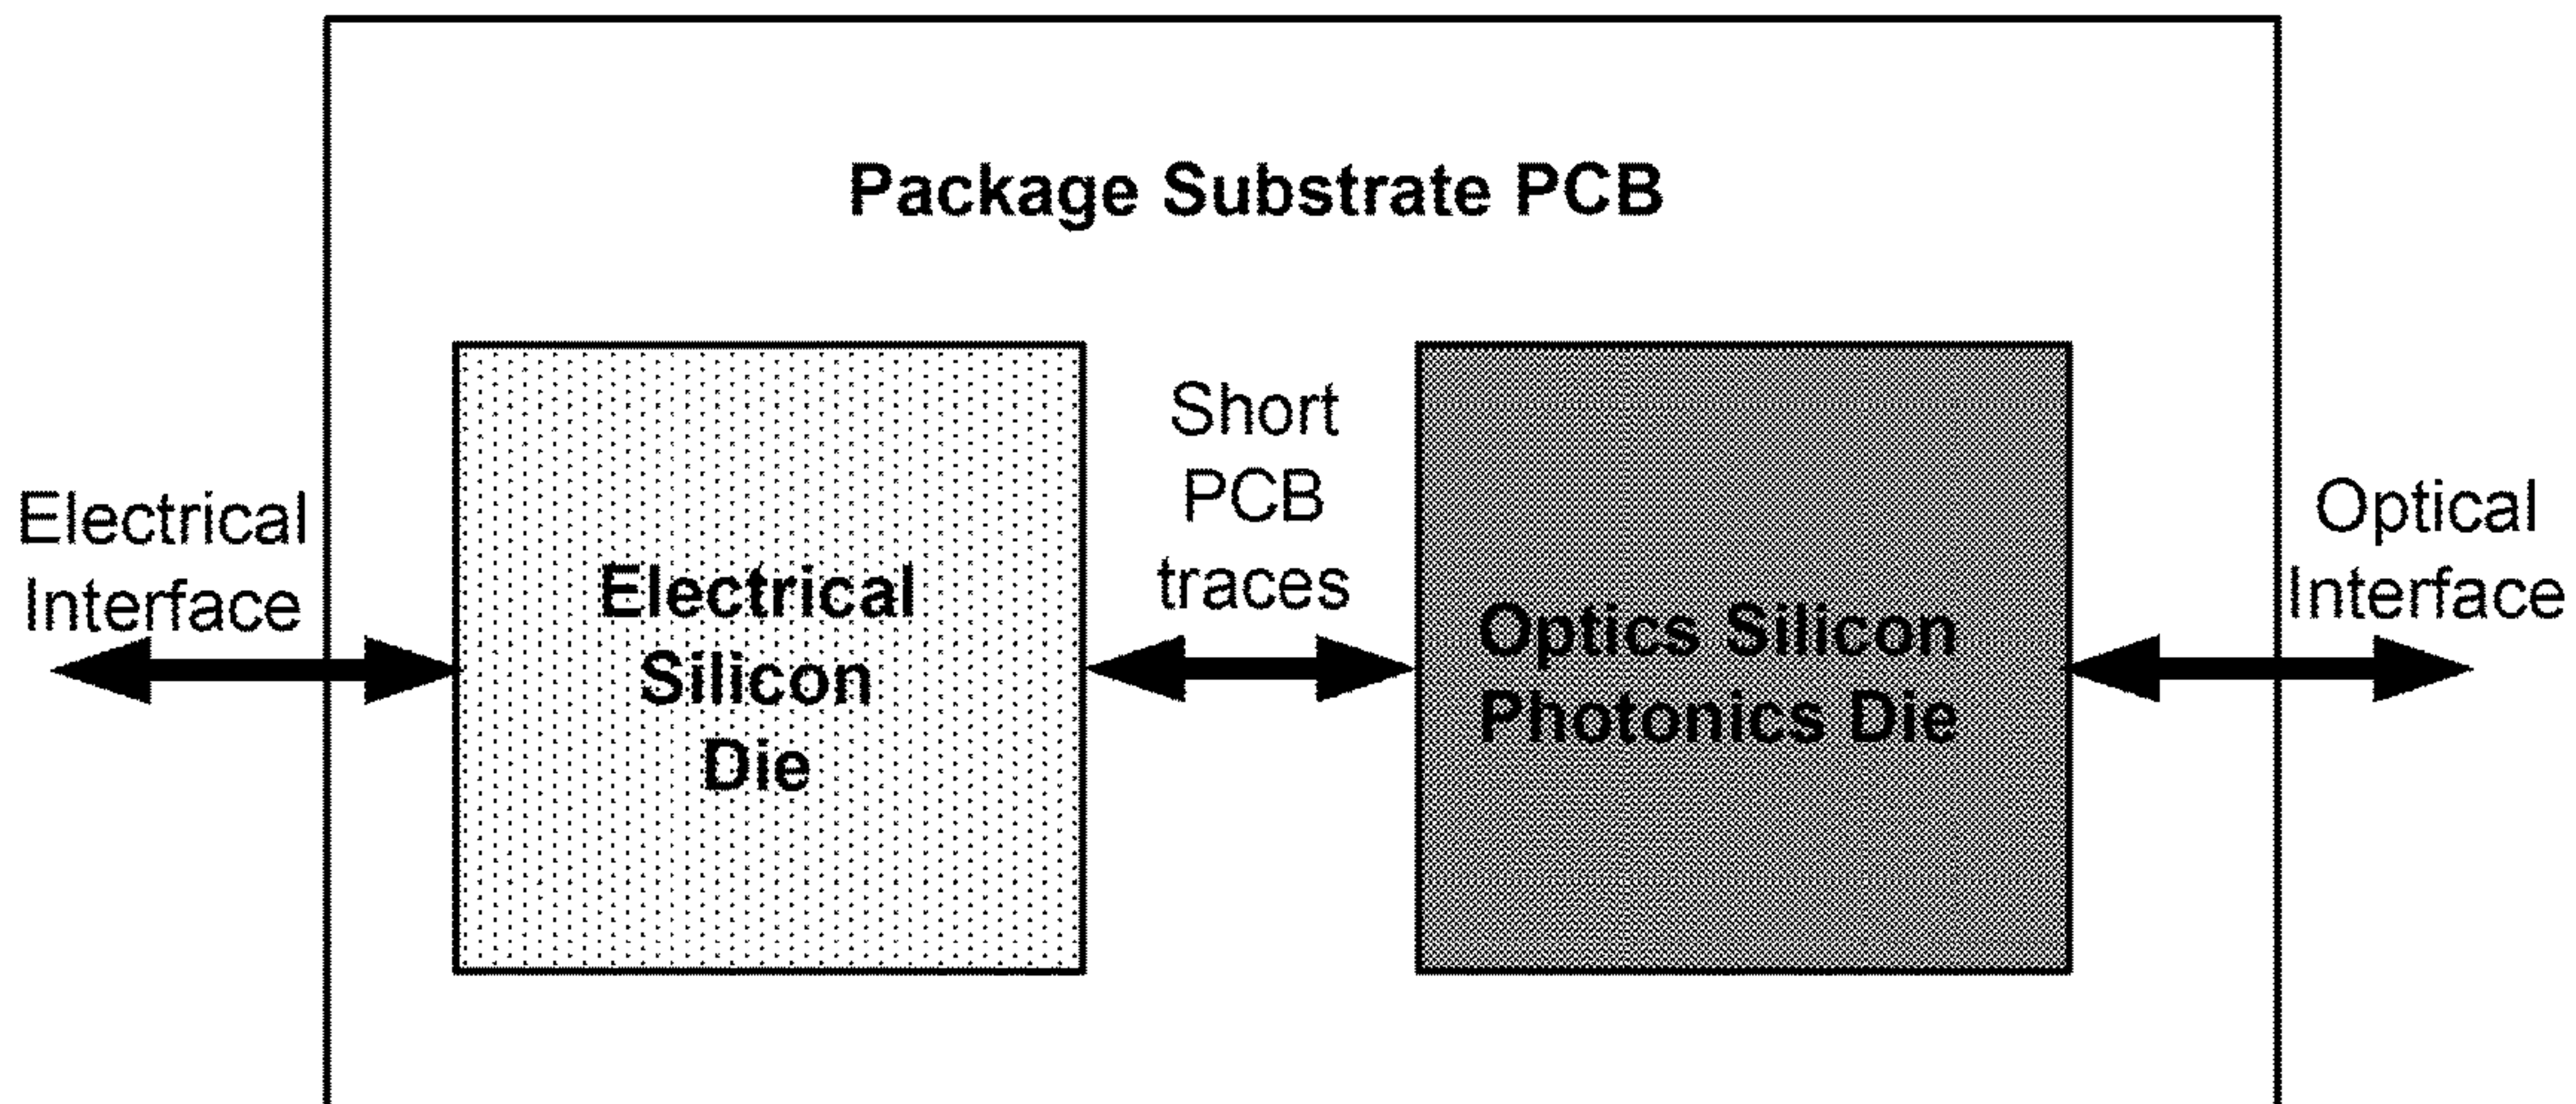 Package Substrate PCB
Electrical
Interface
Electrical
Silicon
Die
Short
PCB
traces
Optics Silicon
Photonics Die
Optical
Interface